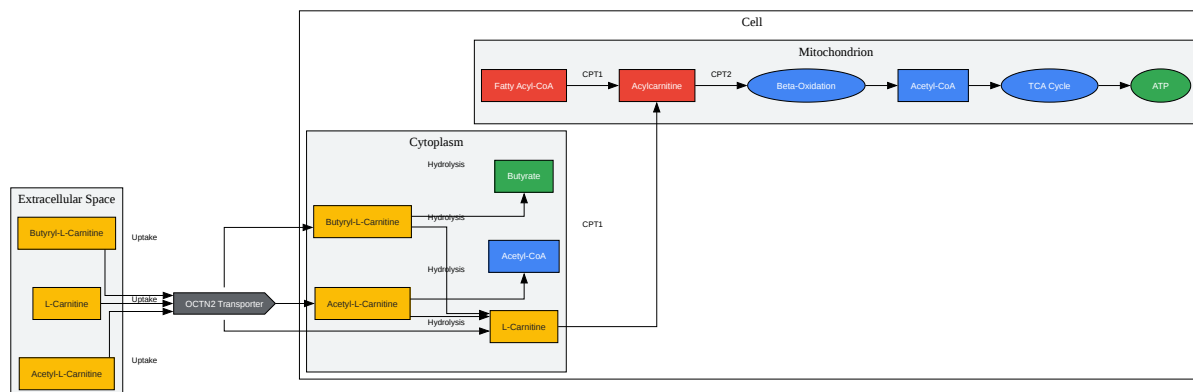 Cell
Mitochondrion
Fatty Acyl-CoA
CPT1
Acylcarnitine
CPT2
Beta-Oxidation
Acetyl-CoA
TCA Cycle
ATP
Cytoplasm
Hydrolysis
Butyrate
Butyryl-L-Carnitine
Hydrolysis
CPT1
Acetyl-CoA
Hydrolysis
Acetyl-L-Carnitine
Hydrolysis
L-Carnitine
Extracellular Space
Butyryl-L-Carnitine
Uptake
L-Carnitine
Uptake
OCTN2 Transporter
Acetyl-L-Carnitine
Uptake